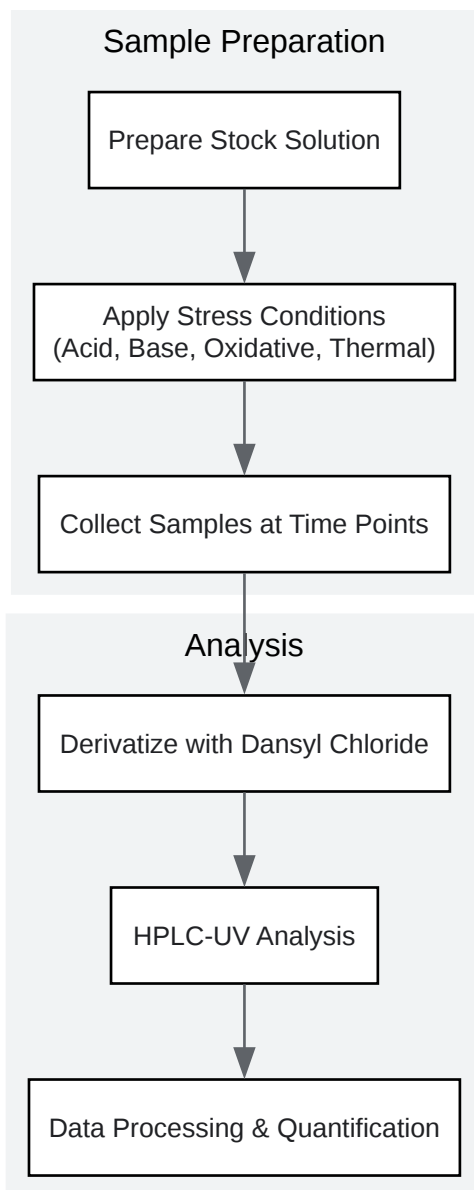 Sample Preparation
Prepare Stock Solution
Apply Stress Conditions
(Acid, Base, Oxidative, Thermal)
Collect Samples at Time Points
Analysis
Derivatize with Dansyl Chloride
HPLC-UV Analysis
Data Processing & Quantification